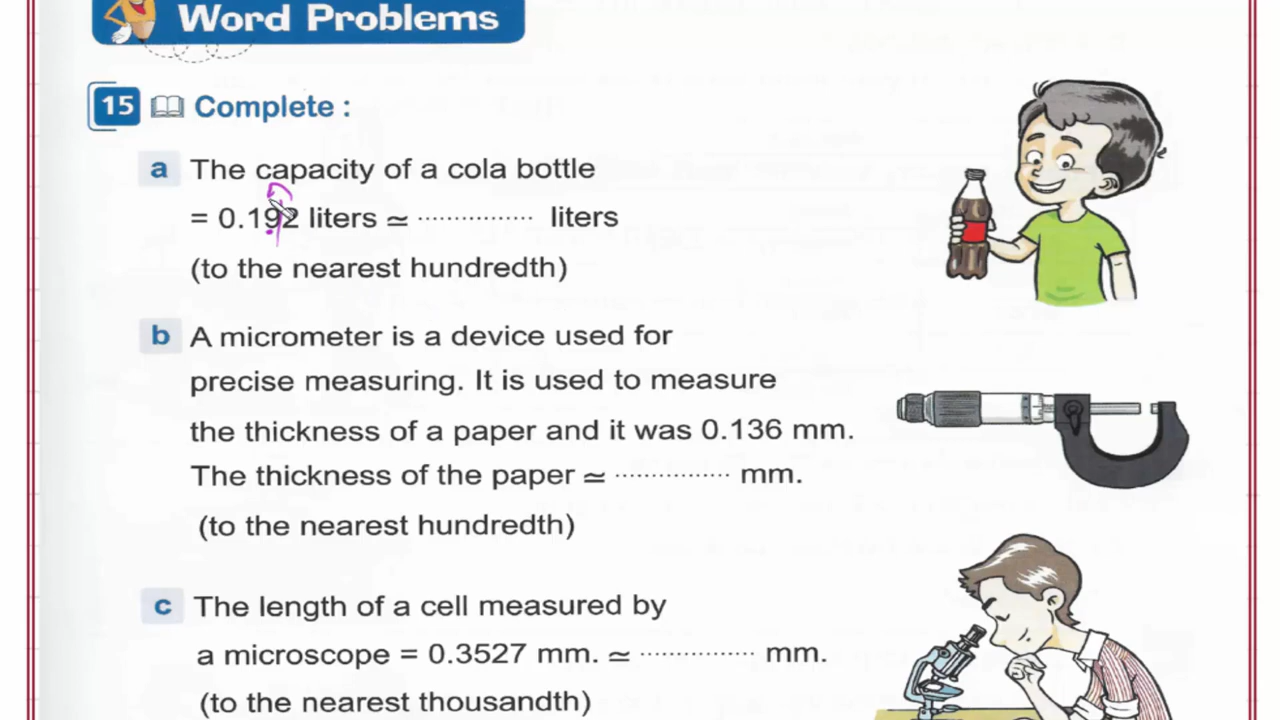 Word Problems
15 Complete :
a The capacity of a cola bottle
= 0.192 liters ≃ ............... liters
(to the nearest hundredth)
b A micrometer is a device used for
precise measuring. It is used to measure
the thickness of a paper and it was 0.136 mm.
The thickness of the paper ≃ ............... mm.
(to the nearest hundredth)
c The length of a cell measured by
a microscope = 0.3527 mm. ≃ ............... mm.
(to the nearest thousandth)